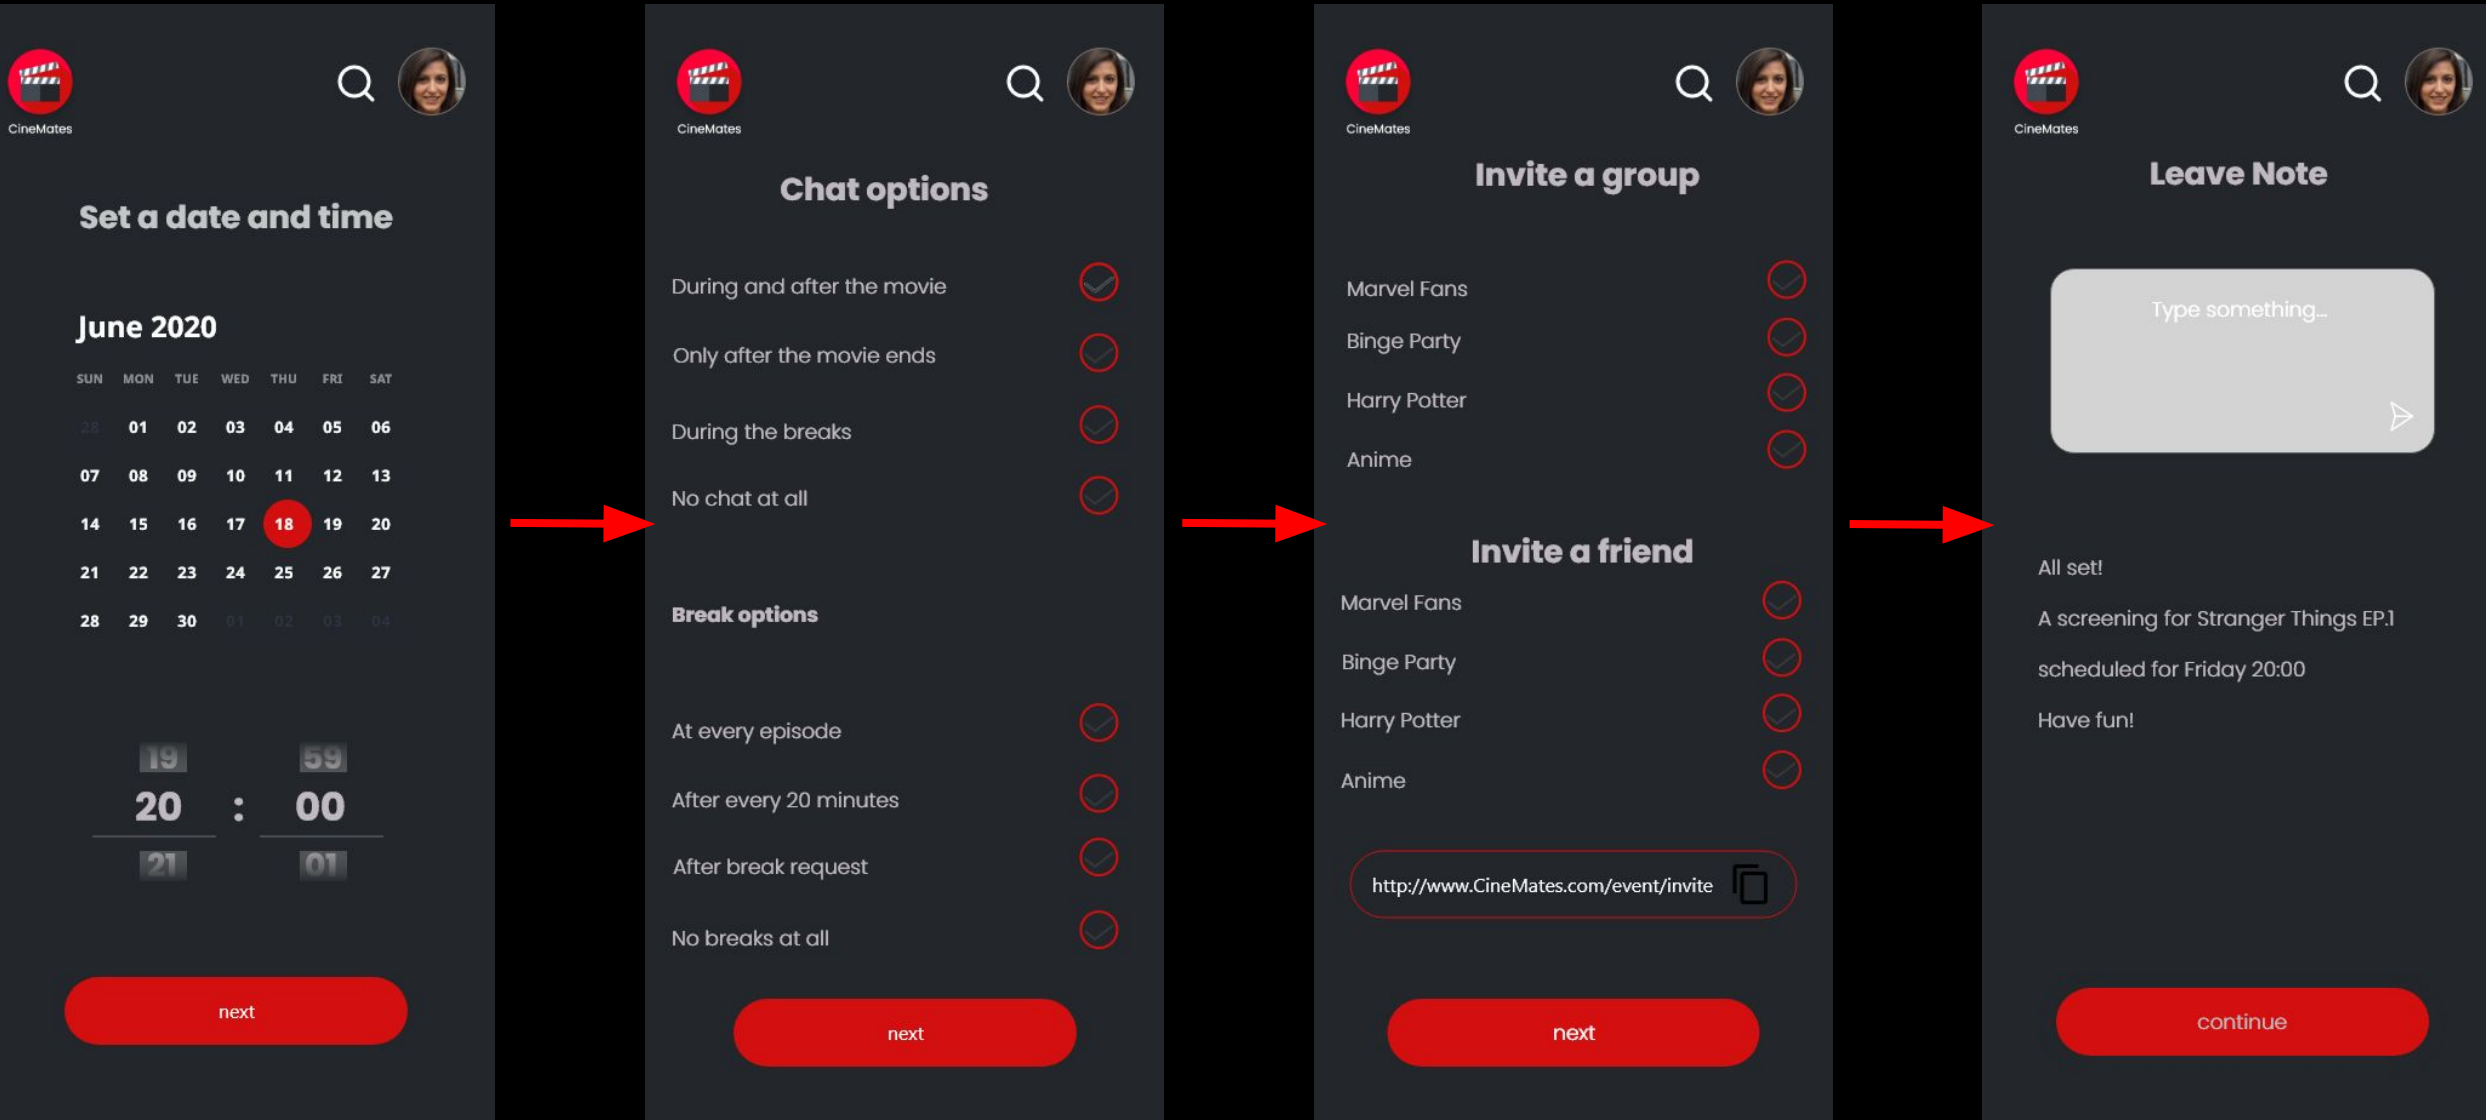 CineMates
Set a date and time
June 2020
SUN MON TUE WED THU FRI SAT
28 01 02 03 04 05 06
07 08 09 10 11 12 13
14 15 16 17 18 19 20
21 22 23 24 25 26 27
28 29 30 01 02 03 04
19 59
20 : 00
21 01
next
CineMates
Chat options
During and after the movie
Only after the movie ends
During the breaks
No chat at all
Break options
At every episode
After every 20 minutes
After break request
No breaks at all
next
CineMates
Invite a group
Marvel Fans
Binge Party
Harry Potter
Anime
Invite a friend
Marvel Fans
Binge Party
Harry Potter
Anime
http://www.CineMates.com/event/invite
next
CineMates
Leave Note
Type something...
All set!
A screening for Stranger Things EP.1
scheduled for Friday 20:00
Have fun!
continue